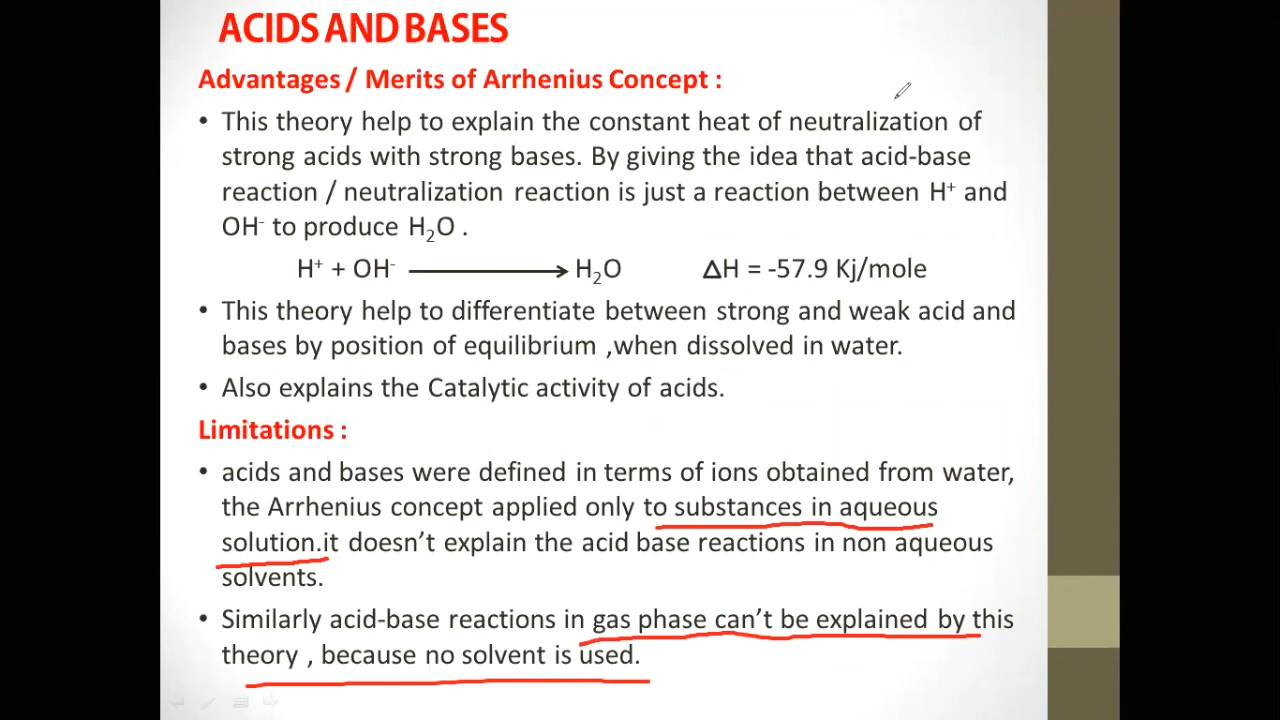 ACIDS AND BASES
Advantages / Merits of Arrhenius Concept :
• This theory help to explain the constant heat of neutralization of
strong acids with strong bases. By giving the idea that acid-base
reaction / neutralization reaction is just a reaction between H⁺ and
OH⁻ to produce H₂O .
H⁺ + OH⁻ ⟶ H₂O ΔH = -57.9 Kj/mole
• This theory help to differentiate between strong and weak acid and
bases by position of equilibrium ,when dissolved in water.
• Also explains the Catalytic activity of acids.
Limitations :
• acids and bases were defined in terms of ions obtained from water,
the Arrhenius concept applied only to substances in aqueous
solution.it doesn’t explain the acid base reactions in non aqueous
solvents.
• Similarly acid-base reactions in gas phase can’t be explained by this
theory , because no solvent is used.